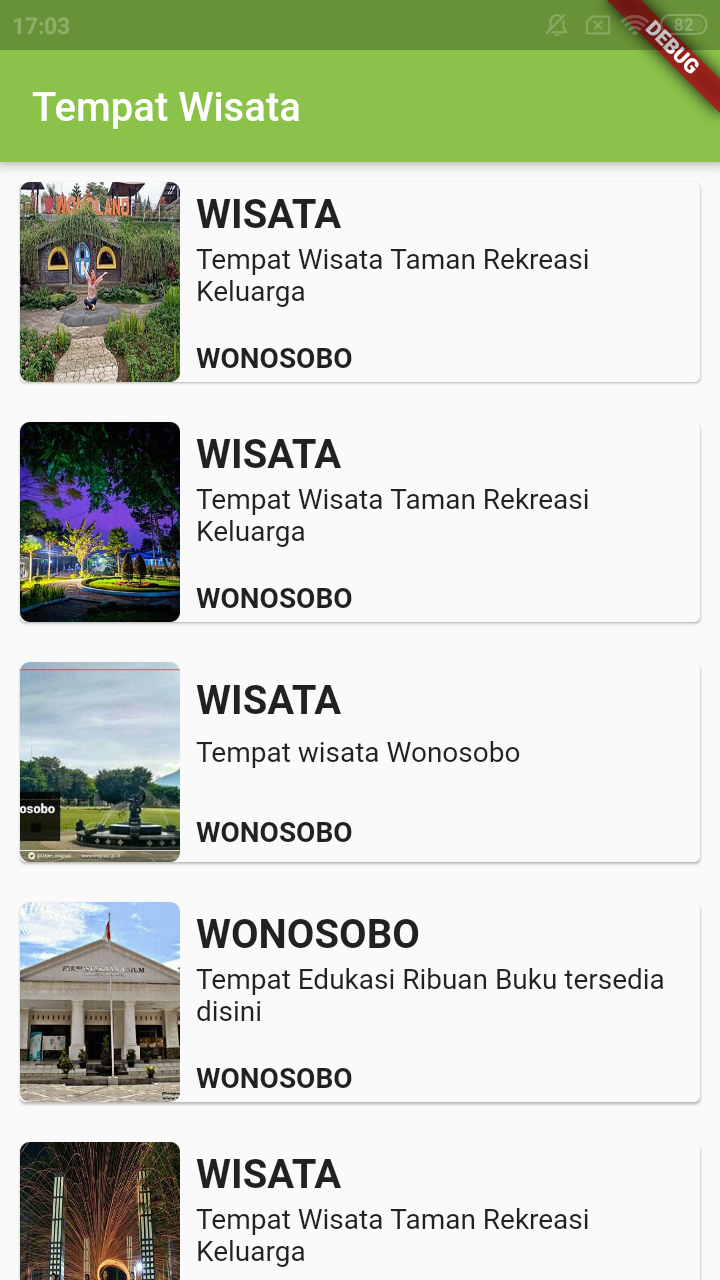 17:03
82
DEBUG
Tempat Wisata
WISATA
Tempat Wisata Taman Rekreasi
Keluarga
WONOSOBO
WISATA
Tempat Wisata Taman Rekreasi
Keluarga
WONOSOBO
osobo
WISATA
Tempat wisata Wonosobo
WONOSOBO
WONOSOBO
Tempat Edukasi Ribuan Buku tersedia
disini
WONOSOBO
WISATA
Tempat Wisata Taman Rekreasi
Keluarga